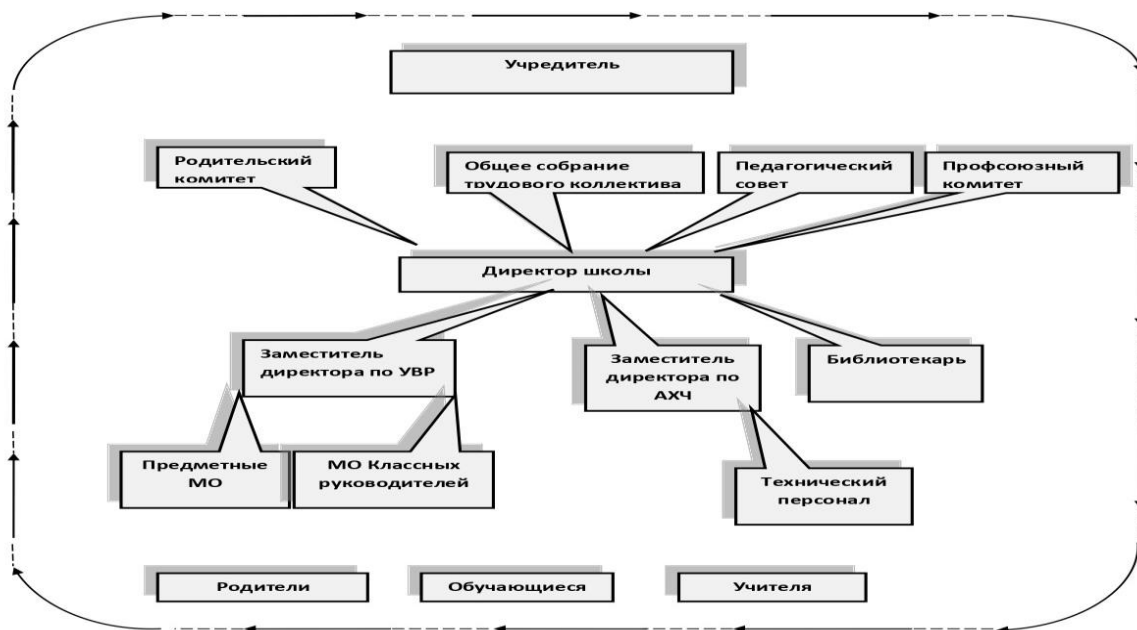 Учредитель
Родительский
комитет
Общее собрание
трудового коллектива
Педагогический
совет
Профсоюзный
комитет
Директор школы
Заместитель
директора по УВР
Заместитель
директора по
АХЧ
Библиотекарь
Предметные
МО
МО Классных
руководителей
Технический
персонал
Родители
Обучающиеся
Учителя